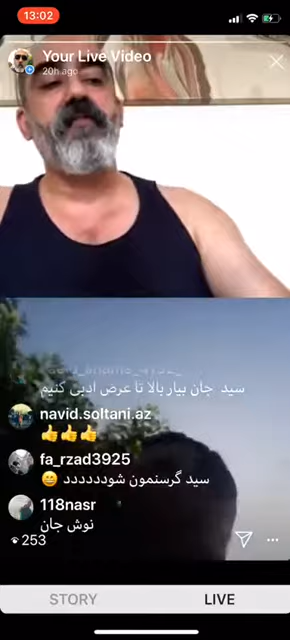 13:02
Your Live Video
20h ago
سید جان بیار بالا تا عرض ادبی کنیم
navid.soltani.az
👍👍👍
fa_rzad3925
سید گرسنمون شودددددد 😄
118nasr
نوش جان
253
STORY
LIVE